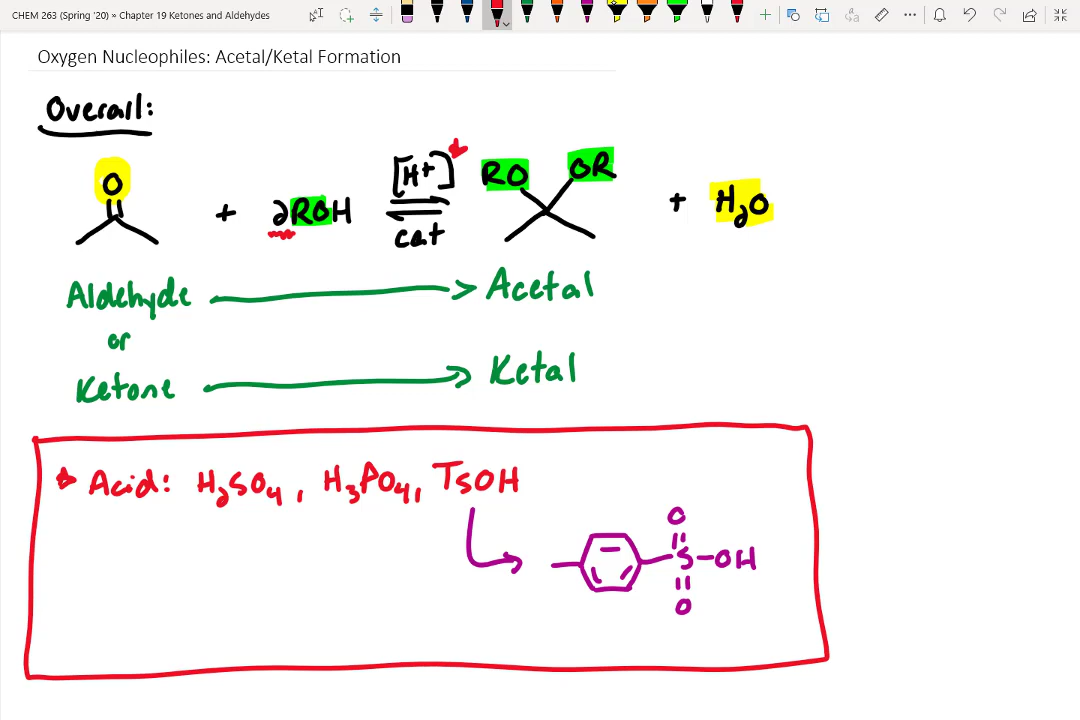 CHEM 263 (Spring '20) » Chapter 19 Ketones and Aldehydes
Oxygen Nucleophiles: Acetal/Ketal Formation
Overall:
O + 2ROH [H+] cat RO OR + H2O
Aldehyde Acetal
or
Ketone Ketal
Acid: H2SO4, H3PO4, TsOH
O
S-OH
O